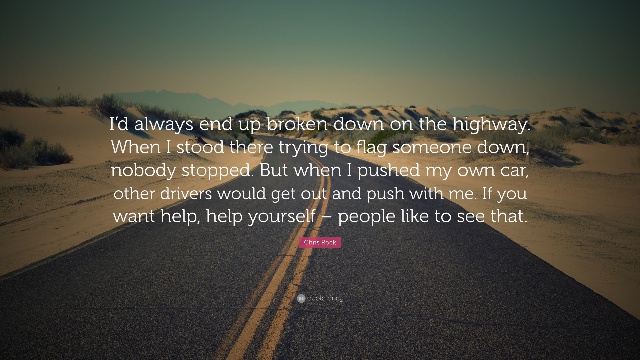 I'd always end up broken down on the highway.
When I stood there trying to flag someone down,
nobody stopped. But when I pushed my own car,
other drivers would get out and push with me. If you
want help, help yourself – people like to see that.
Chris Rock